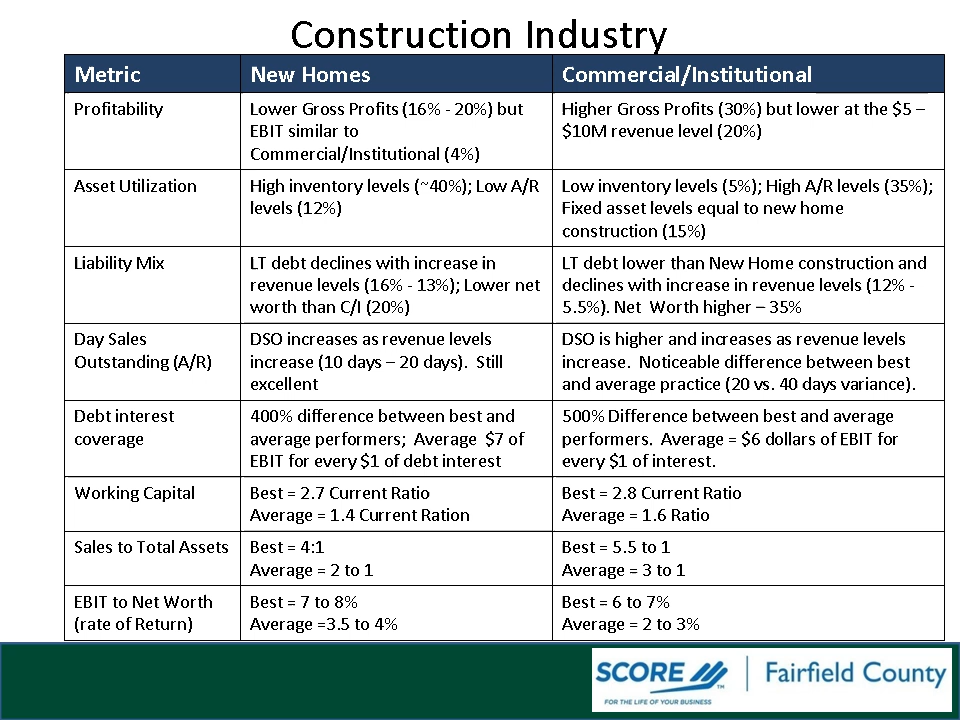 Construction Industry
Metric
New Homes
Commercial/Institutional
Profitability
Lower Gross Profits (16% - 20%) but
EBIT similar to
Commercial/Institutional (4%)
Higher Gross Profits (30%) but lower at the $5 –
$10M revenue level (20%)
Asset Utilization
High inventory levels (~40%); Low A/R
levels (12%)
Low inventory levels (5%); High A/R levels (35%);
Fixed asset levels equal to new home
construction (15%)
Liability Mix
LT debt declines with increase in
revenue levels (16% - 13%); Lower net
worth than C/I (20%)
LT debt lower than New Home construction and
declines with increase in revenue levels (12% -
5.5%). Net  Worth higher – 35%
Day Sales
Outstanding (A/R)
DSO increases as revenue levels
increase (10 days – 20 days).  Still
excellent
DSO is higher and increases as revenue levels
increase.  Noticeable difference between best
and average practice (20 vs. 40 days variance).
Debt interest
coverage
400% difference between best and
average performers;  Average  $7 of
EBIT for every $1 of debt interest
500% Difference between best and average
performers.  Average = $6 dollars of EBIT for
every $1 of interest.
Working Capital
Best = 2.7 Current Ratio
Average = 1.4 Current Ration
Best = 2.8 Current Ratio
Average = 1.6 Ratio
Sales to Total Assets
Best = 4:1
Average = 2 to 1
Best = 5.5 to 1
Average = 3 to 1
EBIT to Net Worth
(rate of Return)
Best = 7 to 8%
Average =3.5 to 4%
Best = 6 to 7%
Average = 2 to 3%
SCORE TM
FOR THE LIFE OF YOUR BUSINESS
Fairfield County